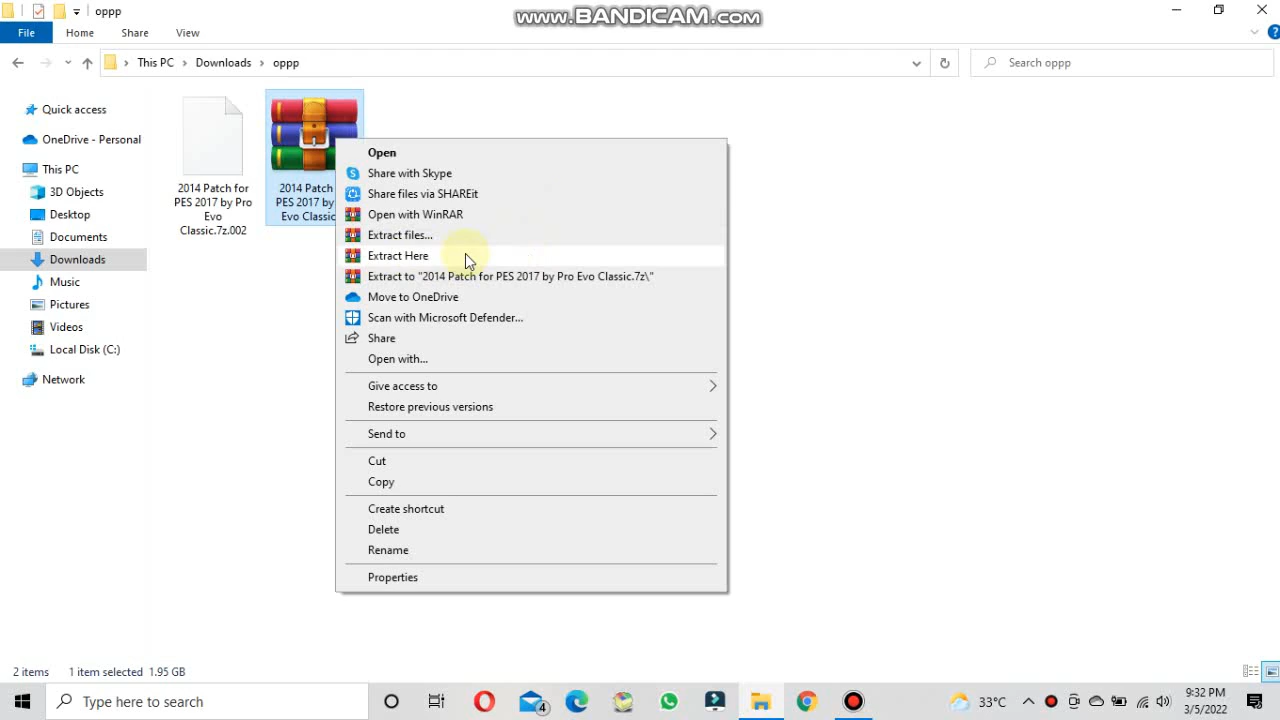 oppp
www.BANDICAM.com
File Home Share View
This PC > Downloads > oppp
Search oppp
Quick access
OneDrive - Personal
This PC
3D Objects
Desktop
Documents
Downloads
Music
Pictures
Videos
Local Disk (C:)
Network
2014 Patch for
PES 2017 by Pro
Evo
Classic.7z.002
2014 Patch
PES 2017 by
Evo Classic
Open
Share with Skype
Share files via SHAREit
Open with WinRAR
Extract files...
Extract Here
Extract to "2014 Patch for PES 2017 by Pro Evo Classic.7z\"
Move to OneDrive
Scan with Microsoft Defender...
Share
Open with...
Give access to
Restore previous versions
Send to
Cut
Copy
Create shortcut
Delete
Rename
Properties
2 items 1 item selected 1.95 GB
Type here to search
4
33°C
9:32 PM
3/5/2022